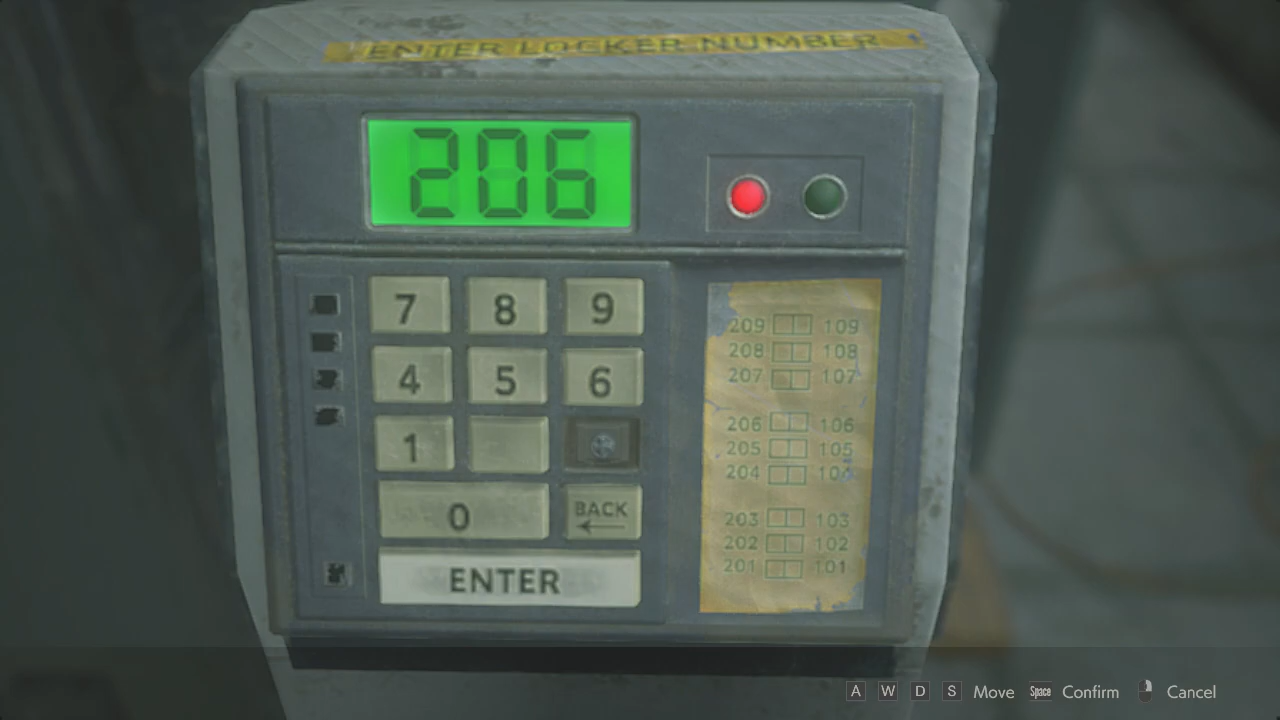 ENTER LOCKER NUMBER
206
7 8 9
4 5 6
1
0 BACK
ENTER
209 109
208 108
207 107
206 106
205 105
204 104
203 103
202 102
201 101
A W D S Move Space Confirm Cancel